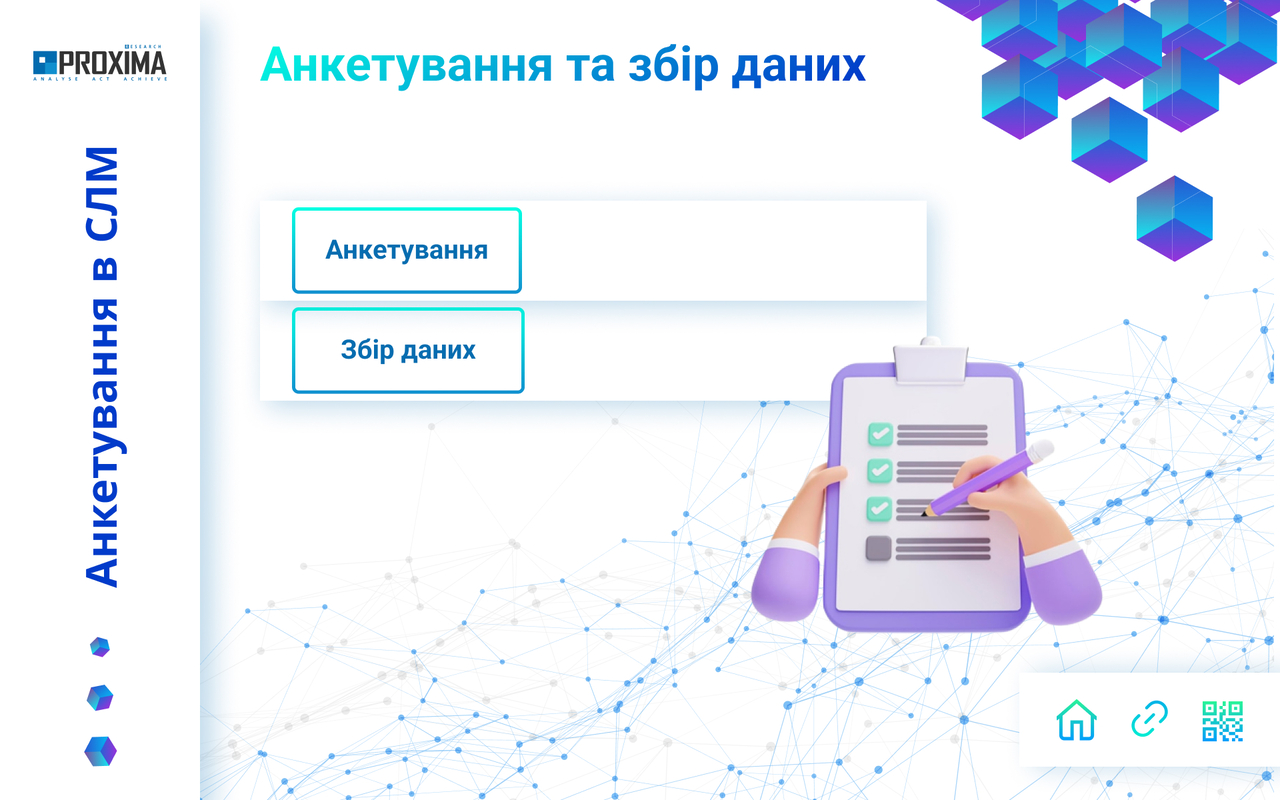 RESEARCH
PROXIMA
ANALYSE ACT ACHIEVE
Анкетування в СЛМ
Анкетування та збір даних
Анкетування
Збір даних